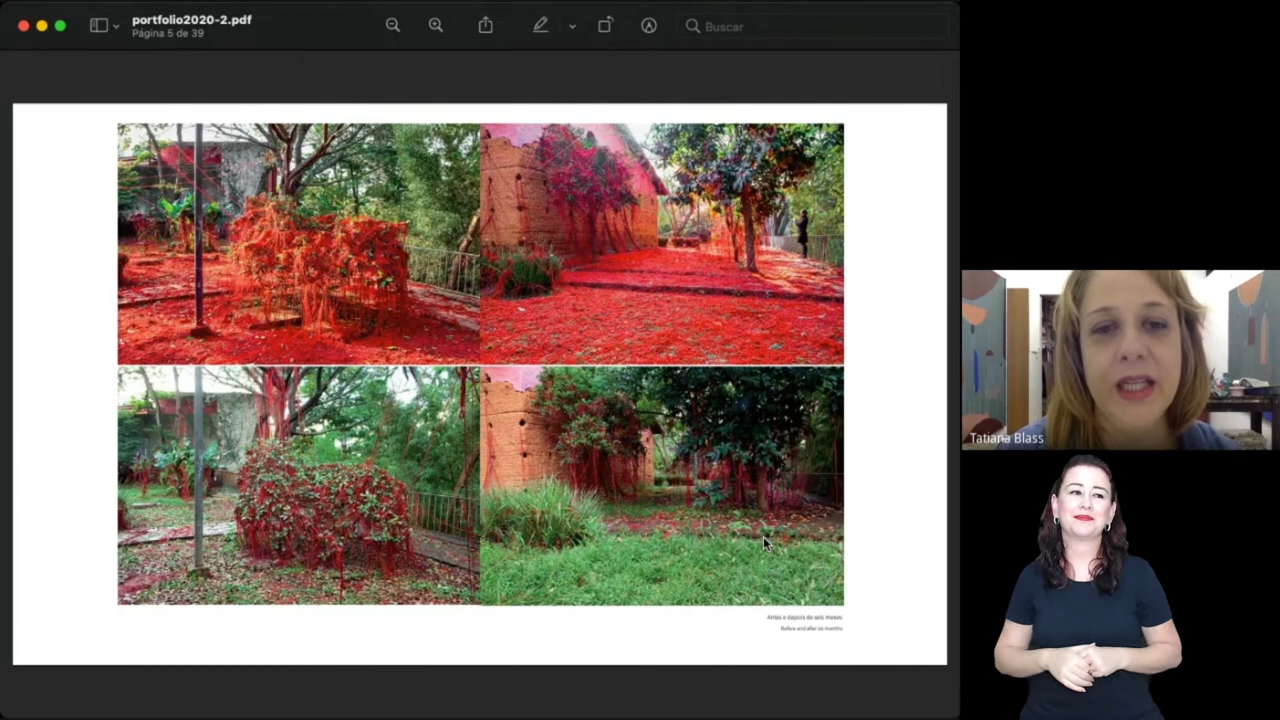 portfolio2020-2.pdf
Página 5 de 39
Buscar
Tatiana Blass
Antes e depois de seis meses.
Before and after six months.